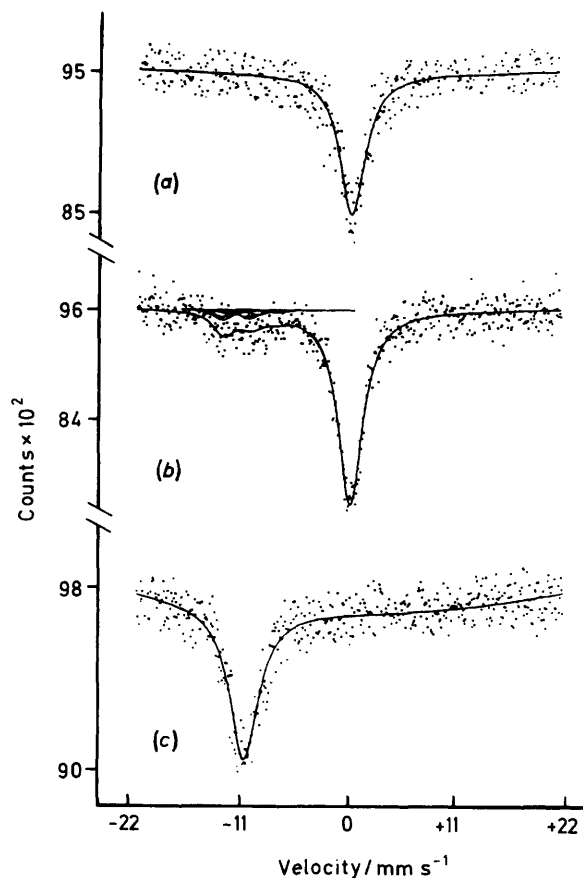 95
(a)
85
96
84
(b)
Counts × 10²
98
(c)
90
-22 -11 0 +11 +22
Velocity/mm s⁻¹